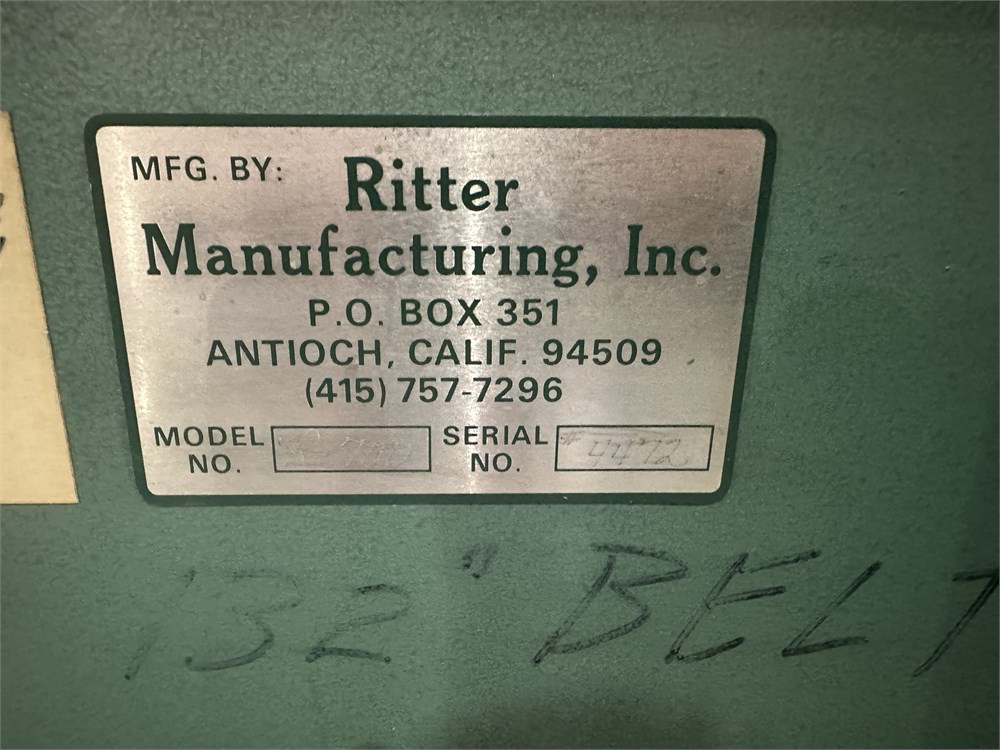 MFG. BY: Ritter
Manufacturing, Inc.
P.O. BOX 351
ANTIOCH, CALIF. 94509
(415) 757-7296
MODEL NO. SERIAL NO. # 4472
132" BELT